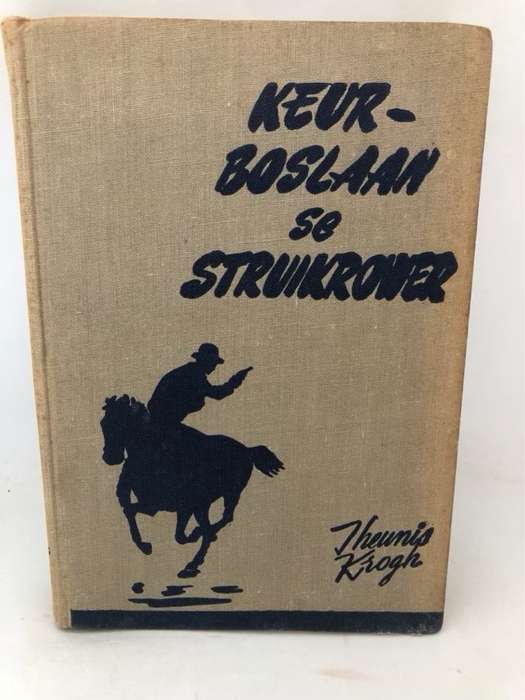 KEUR-
BOSLAAN
se
STRUIKROWER
Theunis
Krogh